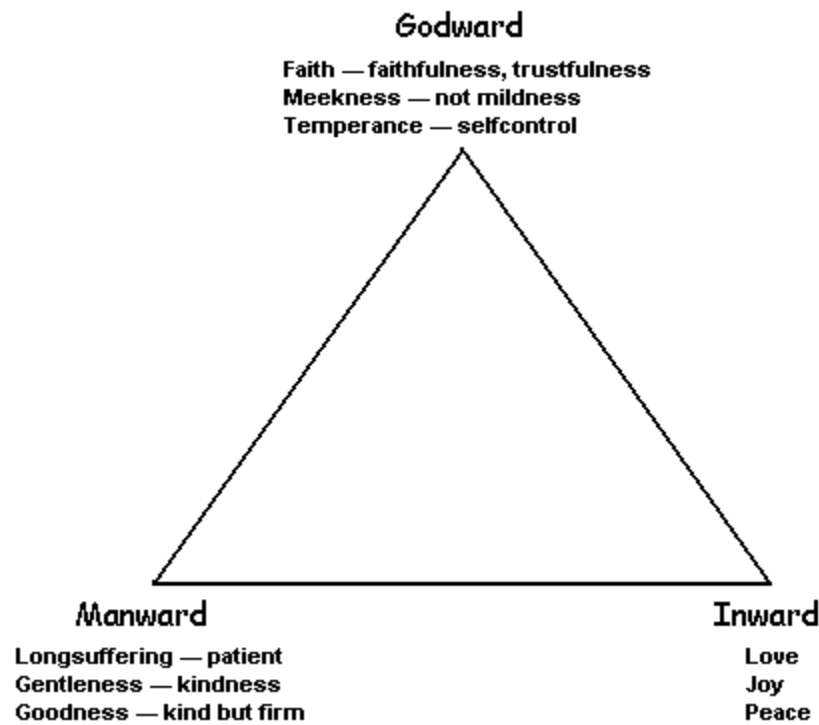 Godward
Faith — faithfulness, trustfulness
Meekness — not mildness
Temperance — selfcontrol
Manward
Longsuffering — patient
Gentleness — kindness
Goodness — kind but firm
Inward
Love
Joy
Peace